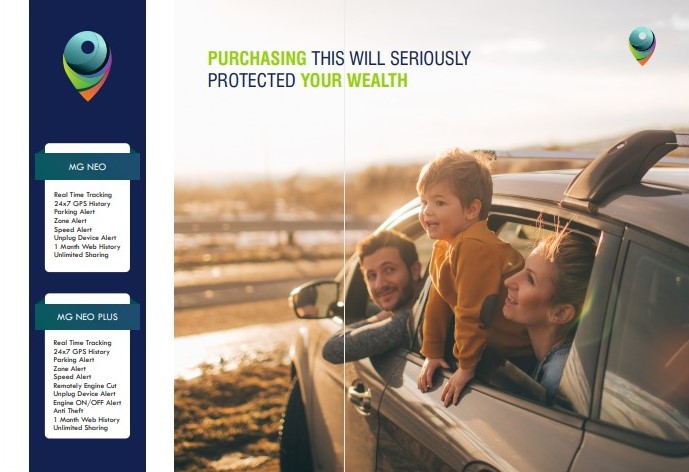 MG NEO
Real Time Tracking
24x7 GPS History
Parking Alert
Zone Alert
Speed Alert
Unplug Device Alert
1 Month Web History
Unlimited Sharing
MG NEO PLUS
Real Time Tracking
24x7 GPS History
Parking Alert
Zone Alert
Speed Alert
Remotely Engine Cut
Unplug Device Alert
Engine ON/OFF Alert
Anti Theft
1 Month Web History
Unlimited Sharing
PURCHASING THIS WILL SERIOUSLY
PROTECTED YOUR WEALTH